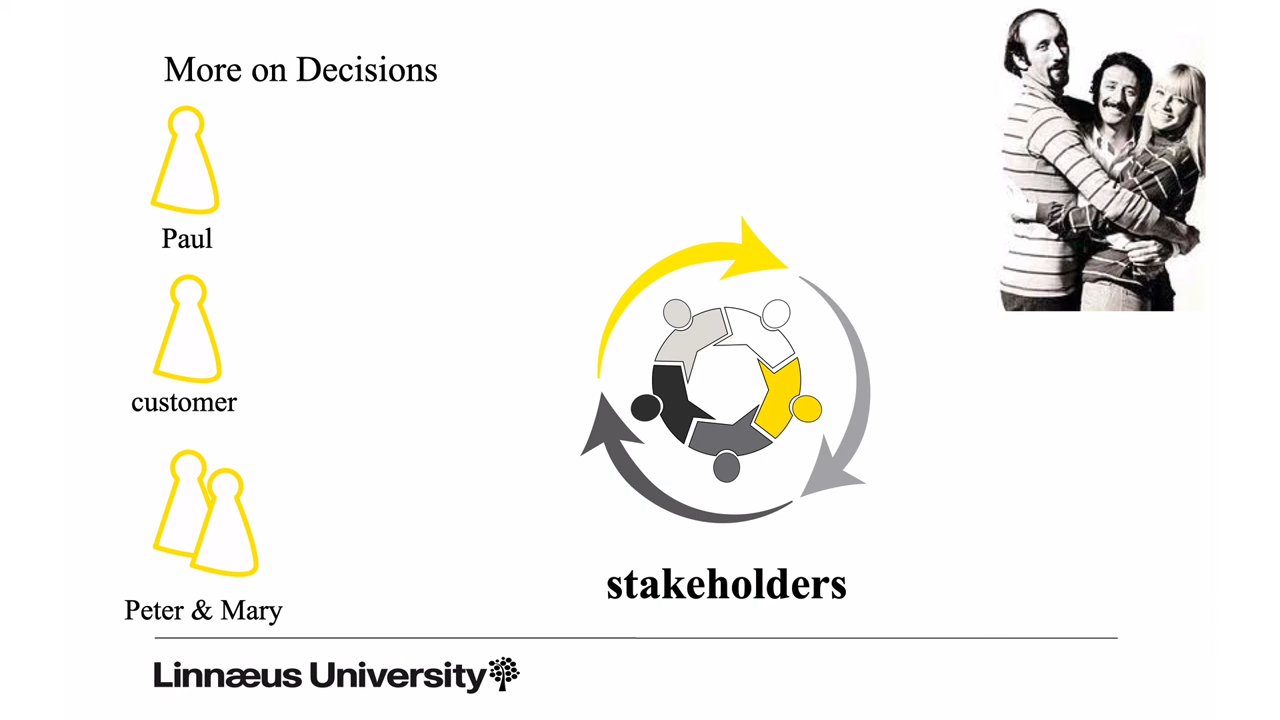 More on Decisions
Paul
customer
Peter & Mary
stakeholders
Linnæus University